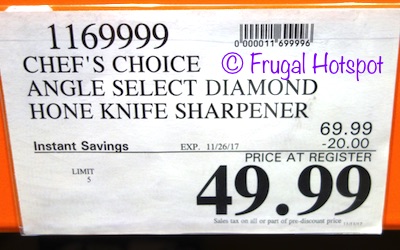 1169999
000011 699996
© Frugal Hotspot
CHEF'S CHOICE
ANGLE SELECT DIAMOND
HONE KNIFE SHARPENER
69.99
Instant Savings
EXP. 11/26/17
-20.00
PRICE AT REGISTER
LIMIT
5
49.99
Sales tax on all or part of pre-discount price